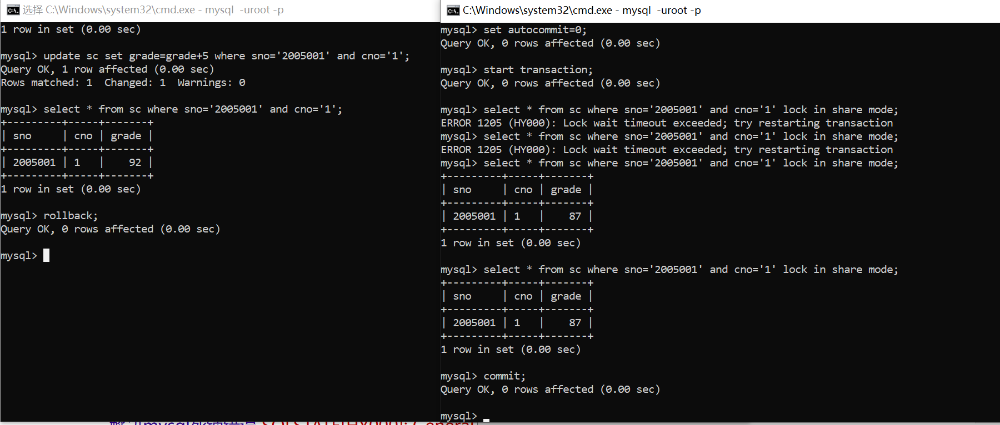 选择 C:\Windows\system32\cmd.exe - mysql  -uroot -p
1 row in set (0.00 sec)
mysql> update sc set grade=grade+5 where sno='2005001' and cno='1';
Query OK, 1 row affected (0.00 sec)
Rows matched: 1  Changed: 1  Warnings: 0
mysql> select * from sc where sno='2005001' and cno='1';
+---------+-----+-------+
| sno     | cno | grade |
+---------+-----+-------+
| 2005001 | 1   |    92 |
+---------+-----+-------+
1 row in set (0.00 sec)
mysql> rollback;
Query OK, 0 rows affected (0.00 sec)
mysql>
C:\Windows\system32\cmd.exe - mysql  -uroot -p
mysql> set autocommit=0;
Query OK, 0 rows affected (0.00 sec)
mysql> start transaction;
Query OK, 0 rows affected (0.00 sec)
mysql> select * from sc where sno='2005001' and cno='1' lock in share mode;
ERROR 1205 (HY000): Lock wait timeout exceeded; try restarting transaction
mysql> select * from sc where sno='2005001' and cno='1' lock in share mode;
ERROR 1205 (HY000): Lock wait timeout exceeded; try restarting transaction
mysql> select * from sc where sno='2005001' and cno='1' lock in share mode;
+---------+-----+-------+
| sno     | cno | grade |
+---------+-----+-------+
| 2005001 | 1   |    87 |
+---------+-----+-------+
1 row in set (0.00 sec)
mysql> select * from sc where sno='2005001' and cno='1' lock in share mode;
+---------+-----+-------+
| sno     | cno | grade |
+---------+-----+-------+
| 2005001 | 1   |    87 |
+---------+-----+-------+
1 row in set (0.00 sec)
mysql> commit;
Query OK, 0 rows affected (0.00 sec)
mysql>